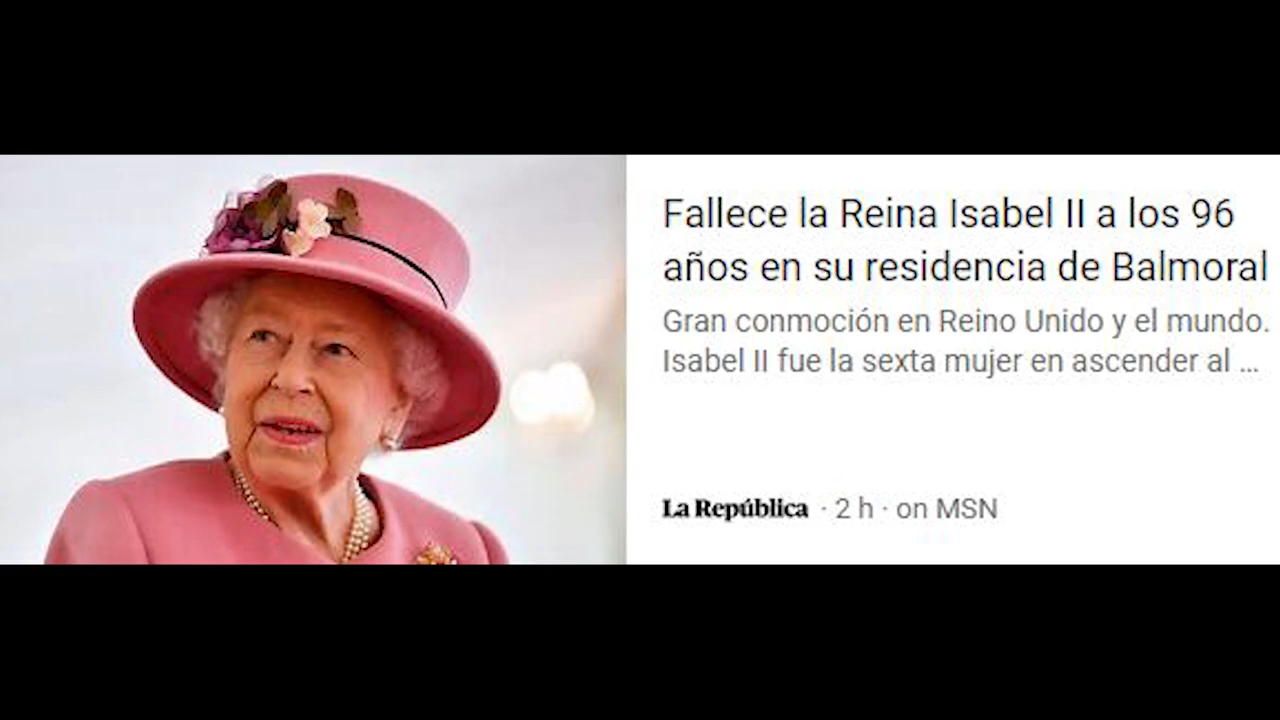 Fallece la Reina Isabel II a los 96
años en su residencia de Balmoral
Gran conmoción en Reino Unido y el mundo.
Isabel II fue la sexta mujer en ascender al ...
La República · 2 h · on MSN